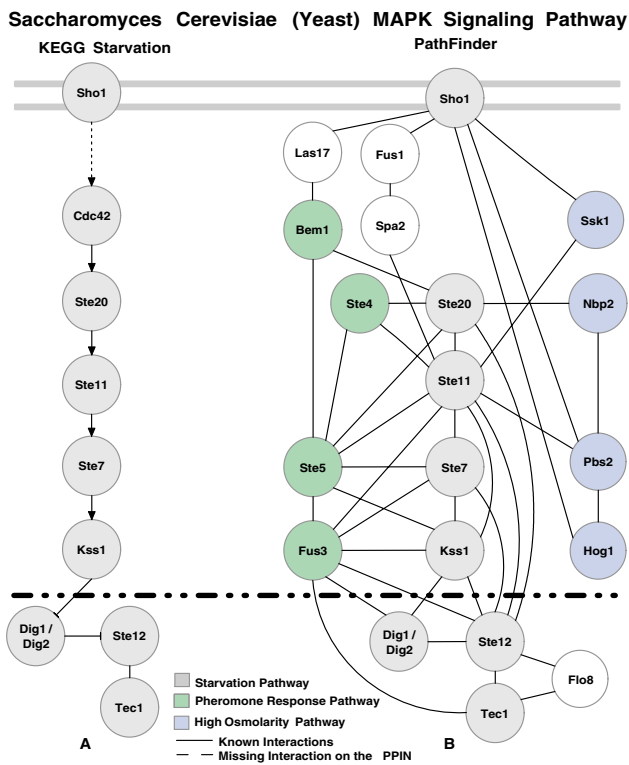 Saccharomyces Cerevisiae (Yeast) MAPK Signaling Pathway
KEGG Starvation
PathFinder
Sho1
Cdc42
Ste20
Ste11
Ste7
Kss1
Dig1 /
Dig2
Ste12
Tec1
A
Sho1
Las17
Fus1
Bem1
Spa2
Ssk1
Ste4
Ste20
Nbp2
Ste11
Ste5
Ste7
Pbs2
Fus3
Kss1
Hog1
Dig1 /
Dig2
Ste12
Flo8
Tec1
B
Starvation Pathway
Pheromone Response Pathway
High Osmolarity Pathway
Known Interactions
Missing Interaction on the PPIN